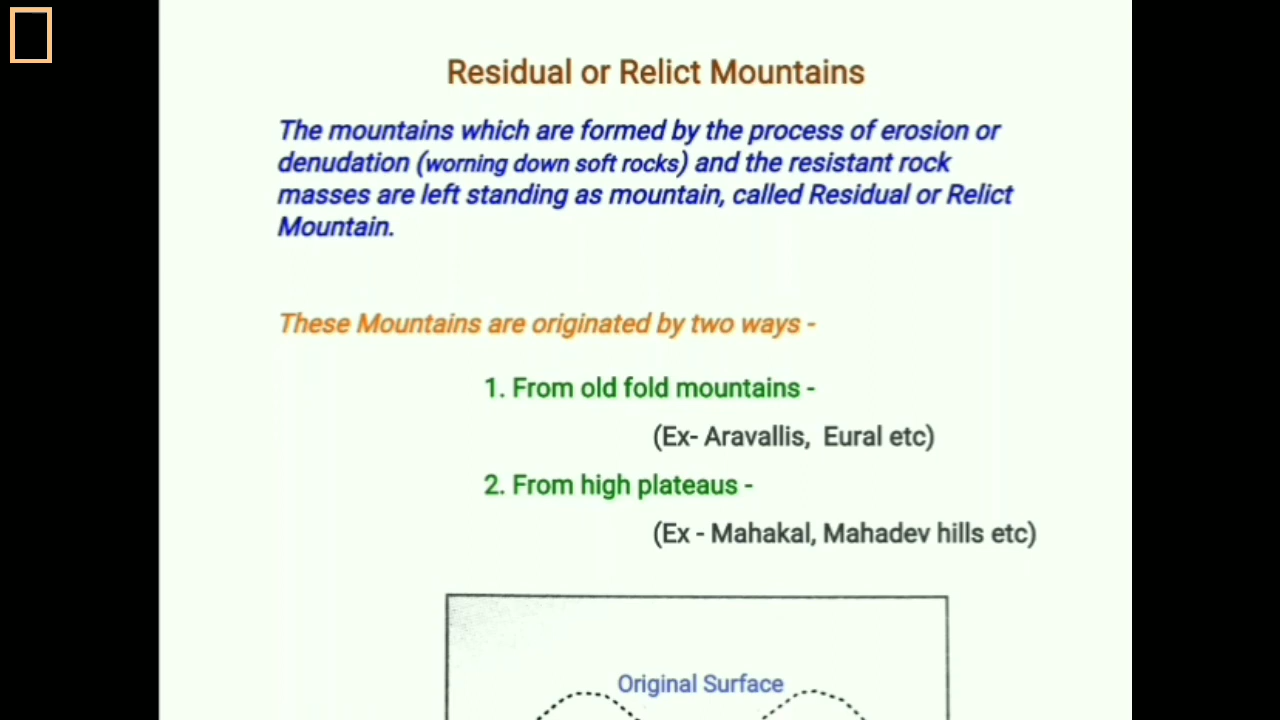 Residual or Relict Mountains
The mountains which are formed by the process of erosion or
denudation (worning down soft rocks) and the resistant rock
masses are left standing as mountain, called Residual or Relict
Mountain.
These Mountains are originated by two ways -
1. From old fold mountains -
(Ex- Aravallis, Eural etc)
2. From high plateaus -
(Ex - Mahakal, Mahadev hills etc)
Original Surface